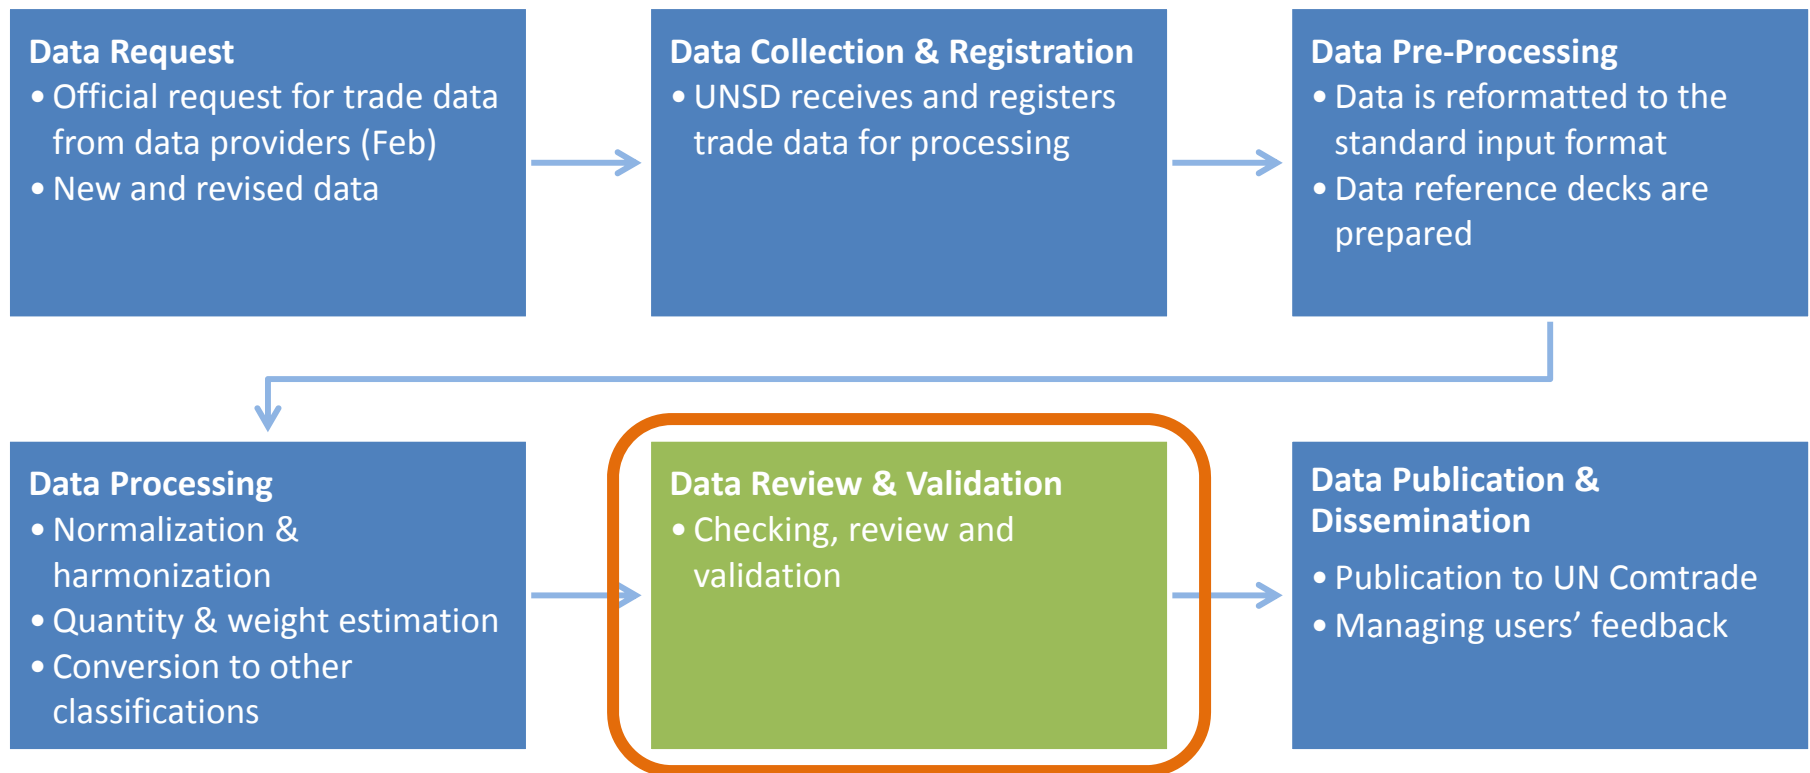 Data Request
• Official request for trade data
from data providers (Feb)
• New and revised data
Data Collection & Registration
• UNSD receives and registers
trade data for processing
Data Pre-Processing
• Data is reformatted to the
standard input format
• Data reference decks are
prepared
Data Processing
• Normalization &
harmonization
• Quantity & weight estimation
• Conversion to other
classifications
Data Review & Validation
• Checking, review and
validation
Data Publication &
Dissemination
• Publication to UN Comtrade
• Managing users’ feedback